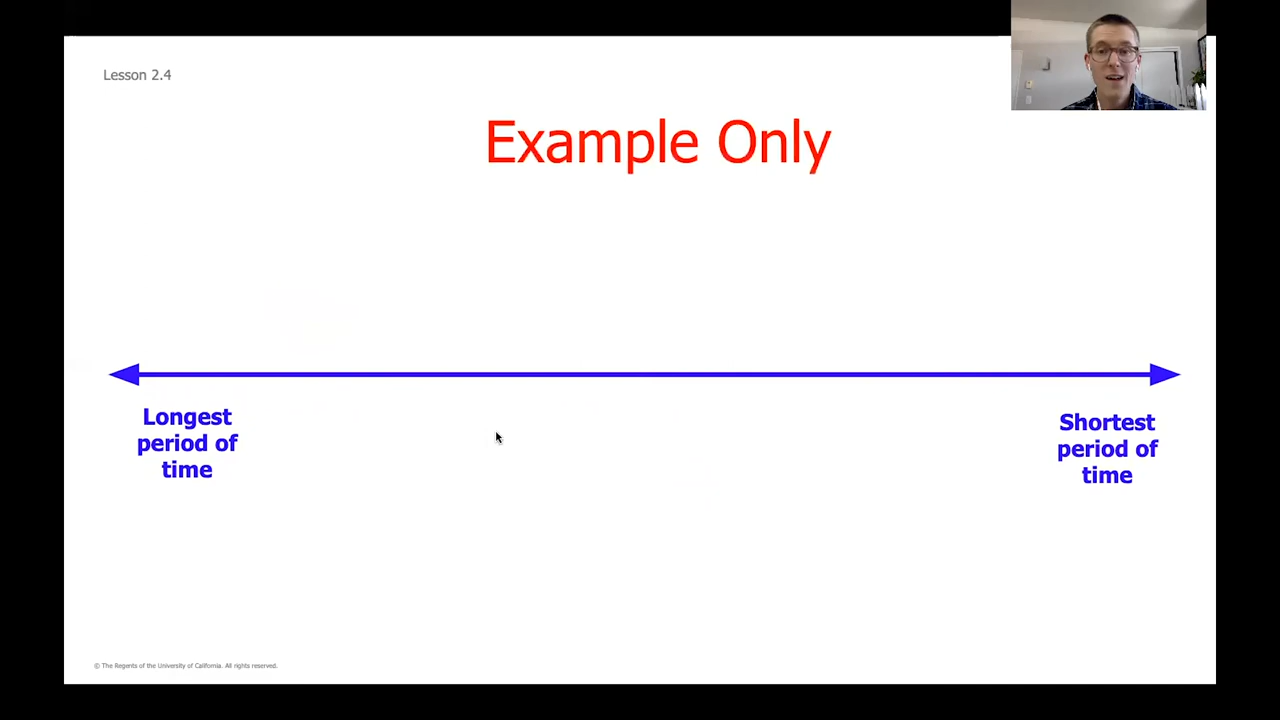 Lesson 2.4
Example Only
Longest
period of
time
Shortest
period of
time
© The Regents of the University of California. All rights reserved.